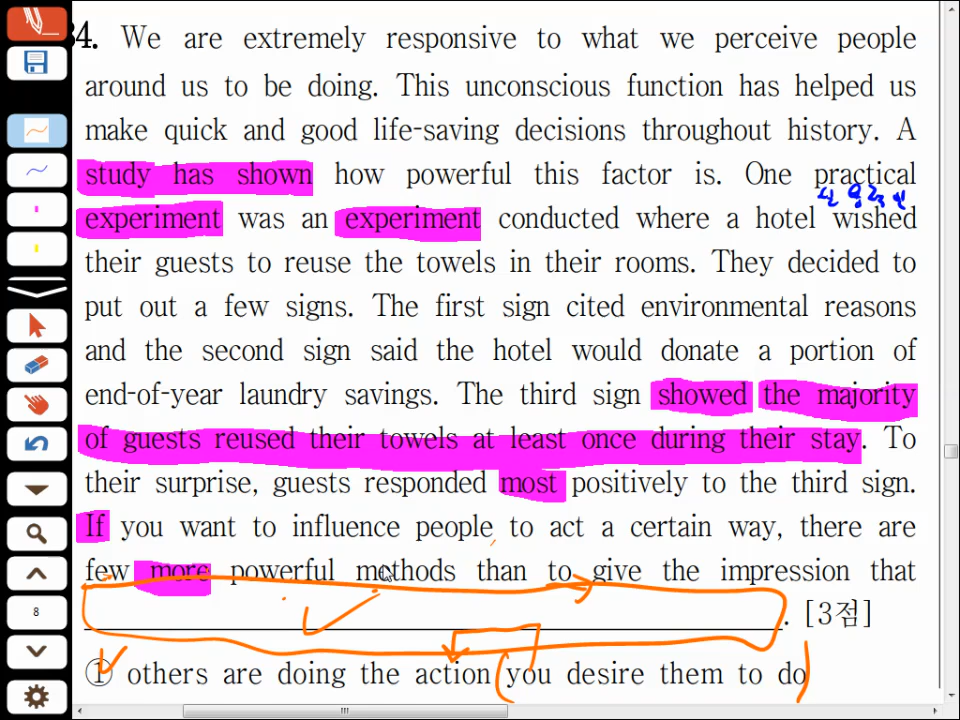 34. We are extremely responsive to what we perceive people
around us to be doing. This unconscious function has helped us
make quick and good life-saving decisions throughout history. A
study has shown how powerful this factor is. One practical
experiment was an experiment conducted where a hotel wished
their guests to reuse the towels in their rooms. They decided to
put out a few signs. The first sign cited environmental reasons
and the second sign said the hotel would donate a portion of
end-of-year laundry savings. The third sign showed the majority
of guests reused their towels at least once during their stay. To
their surprise, guests responded most positively to the third sign.
If you want to influence people to act a certain way, there are
few more powerful methods than to give the impression that
. [3점]
① others are doing the action you desire them to do
8